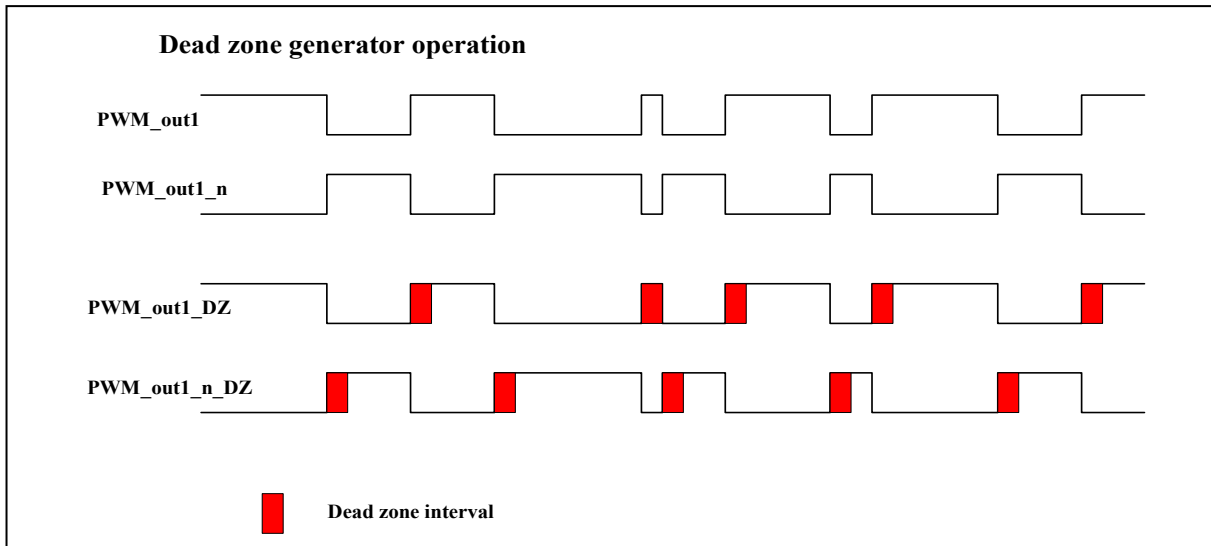 Dead zone generator operation
PWM_out1
PWM_out1_n
PWM_out1_DZ
PWM_out1_n_DZ
Dead zone interval